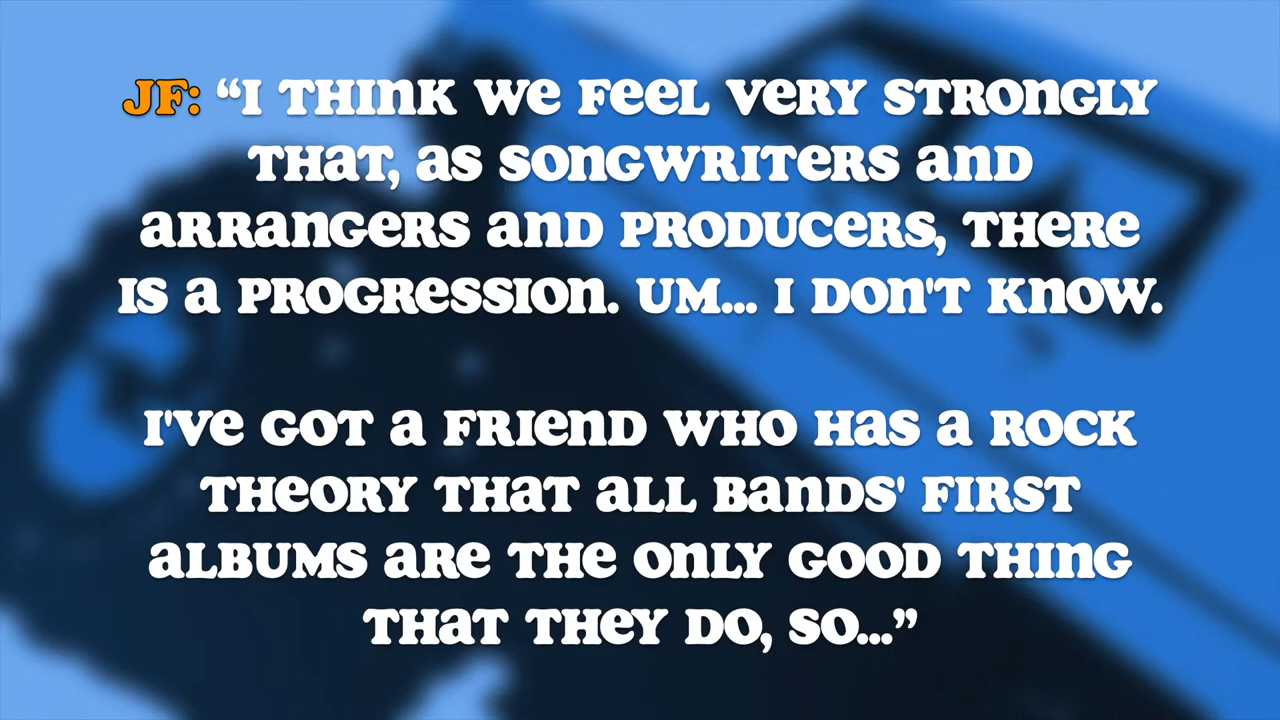 JF: “I THINK WE FEEL VERY STRONGLY
THAT, AS SONGWRITERS AND
ARRANGERS AND PRODUCERS, THERE
IS A PROGRESSION. UM... I DON'T KNOW.
I'VE GOT A FRIEND WHO HAS A ROCK
THEORY THAT ALL BANDS' FIRST
ALBUMS ARE THE ONLY GOOD THING
THAT THEY DO, SO...”